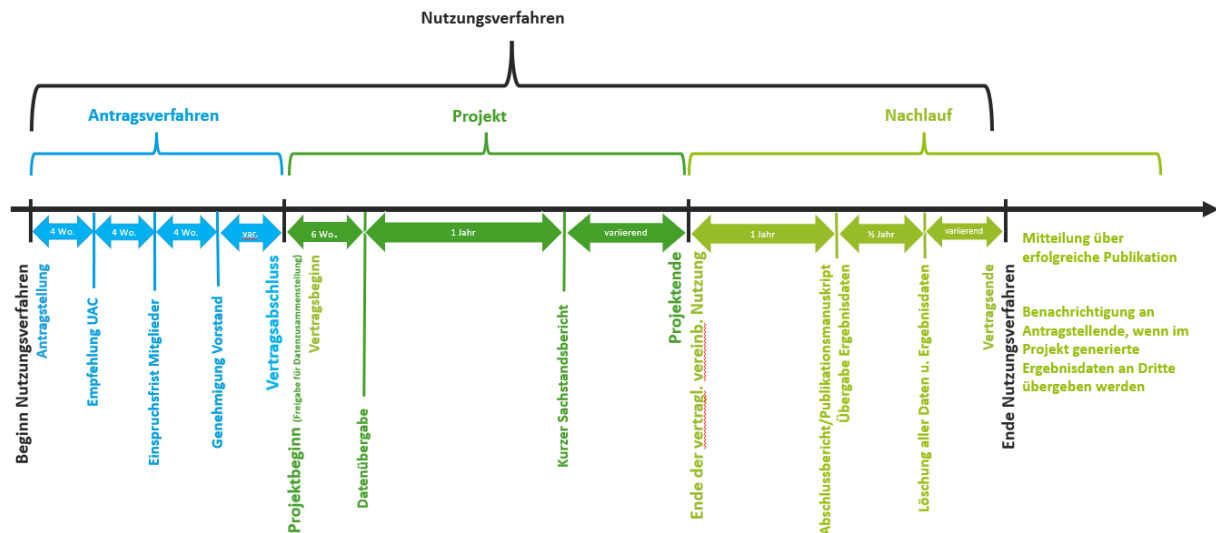 Nutzungsverfahren
Antragsverfahren
Projekt
Nachlauf
4 Wo.
4 Wo.
4 Wo.
var.
6 Wo.
1 Jahr
variierend
1 Jahr
½ Jahr
variierend
Beginn Nutzungsverfahren
Antragstellung
Empfehlung UAC
Einspruchsfrist Mitglieder
Genehmigung Vorstand
Vertragsabschluss
Projektbeginn (Freigabe für Datenzusammenstellung)
Vertragsbeginn
Datenübergabe
Kurzer Sachstandsbericht
Projektende
Ende der vertragl. vereinb. Nutzung
Abschlussbericht/Publikationsmanuskript
Übergabe Ergebnisdaten
Löschung aller Daten u. Ergebnisdaten
Vertragsende
Ende Nutzungsverfahren
Mitteilung über
erfolgreiche Publikation
Benachrichtigung an
Antragstellende, wenn im
Projekt generierte
Ergebnisdaten an Dritte
übergeben werden